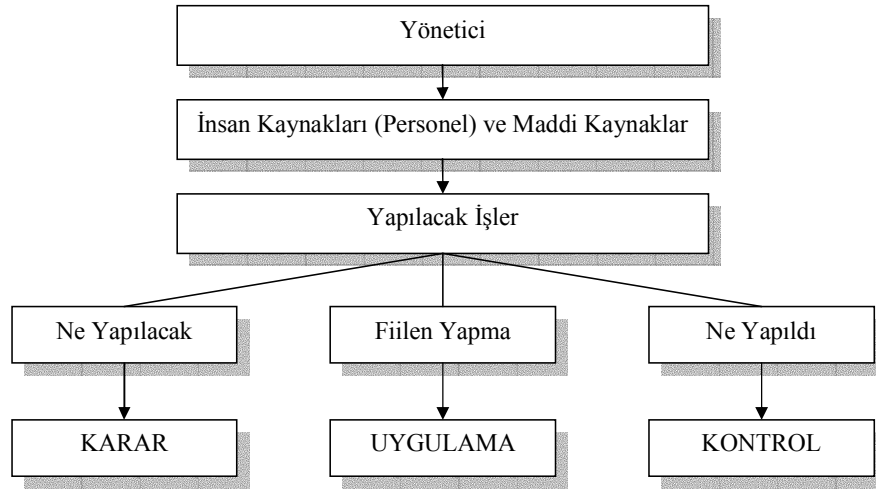 Yönetici
İnsan Kaynakları (Personel) ve Maddi Kaynaklar
Yapılacak İşler
Ne Yapılacak
Fiilen Yapma
Ne Yapıldı
KARAR
UYGULAMA
KONTROL